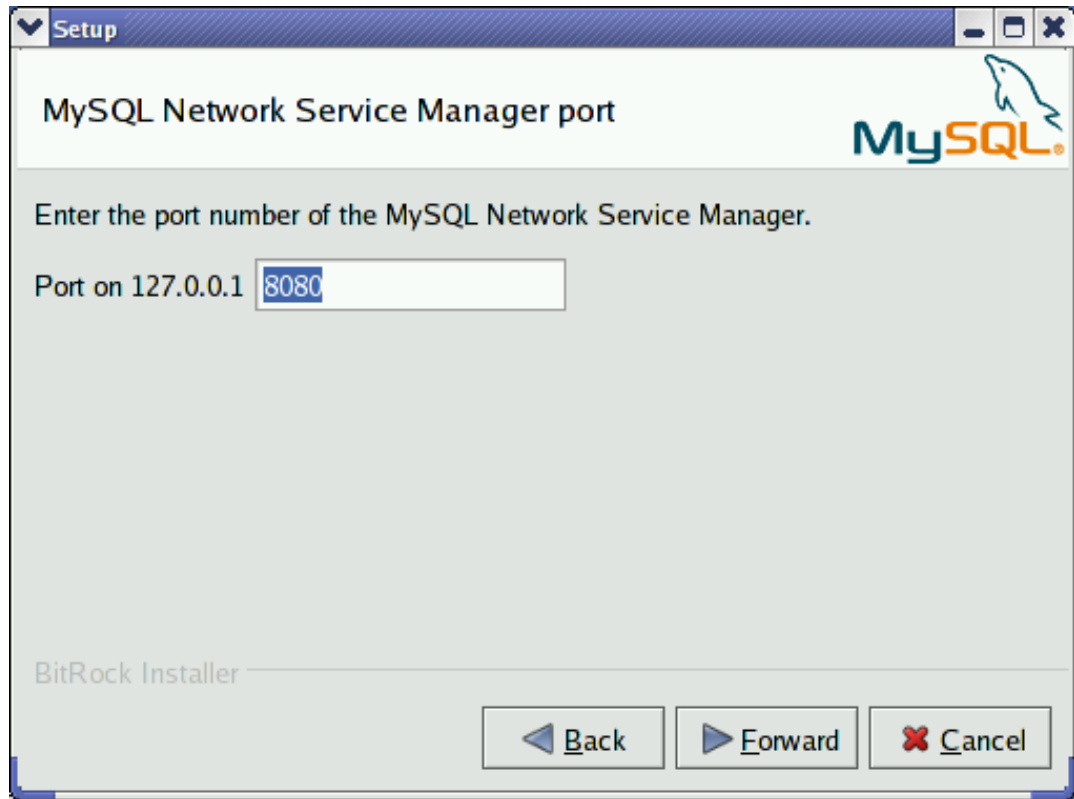 Setup
MySQL Network Service Manager port
MySQL®
Enter the port number of the MySQL Network Service Manager.
Port on 127.0.0.1 8080
BitRock Installer
Back Forward Cancel